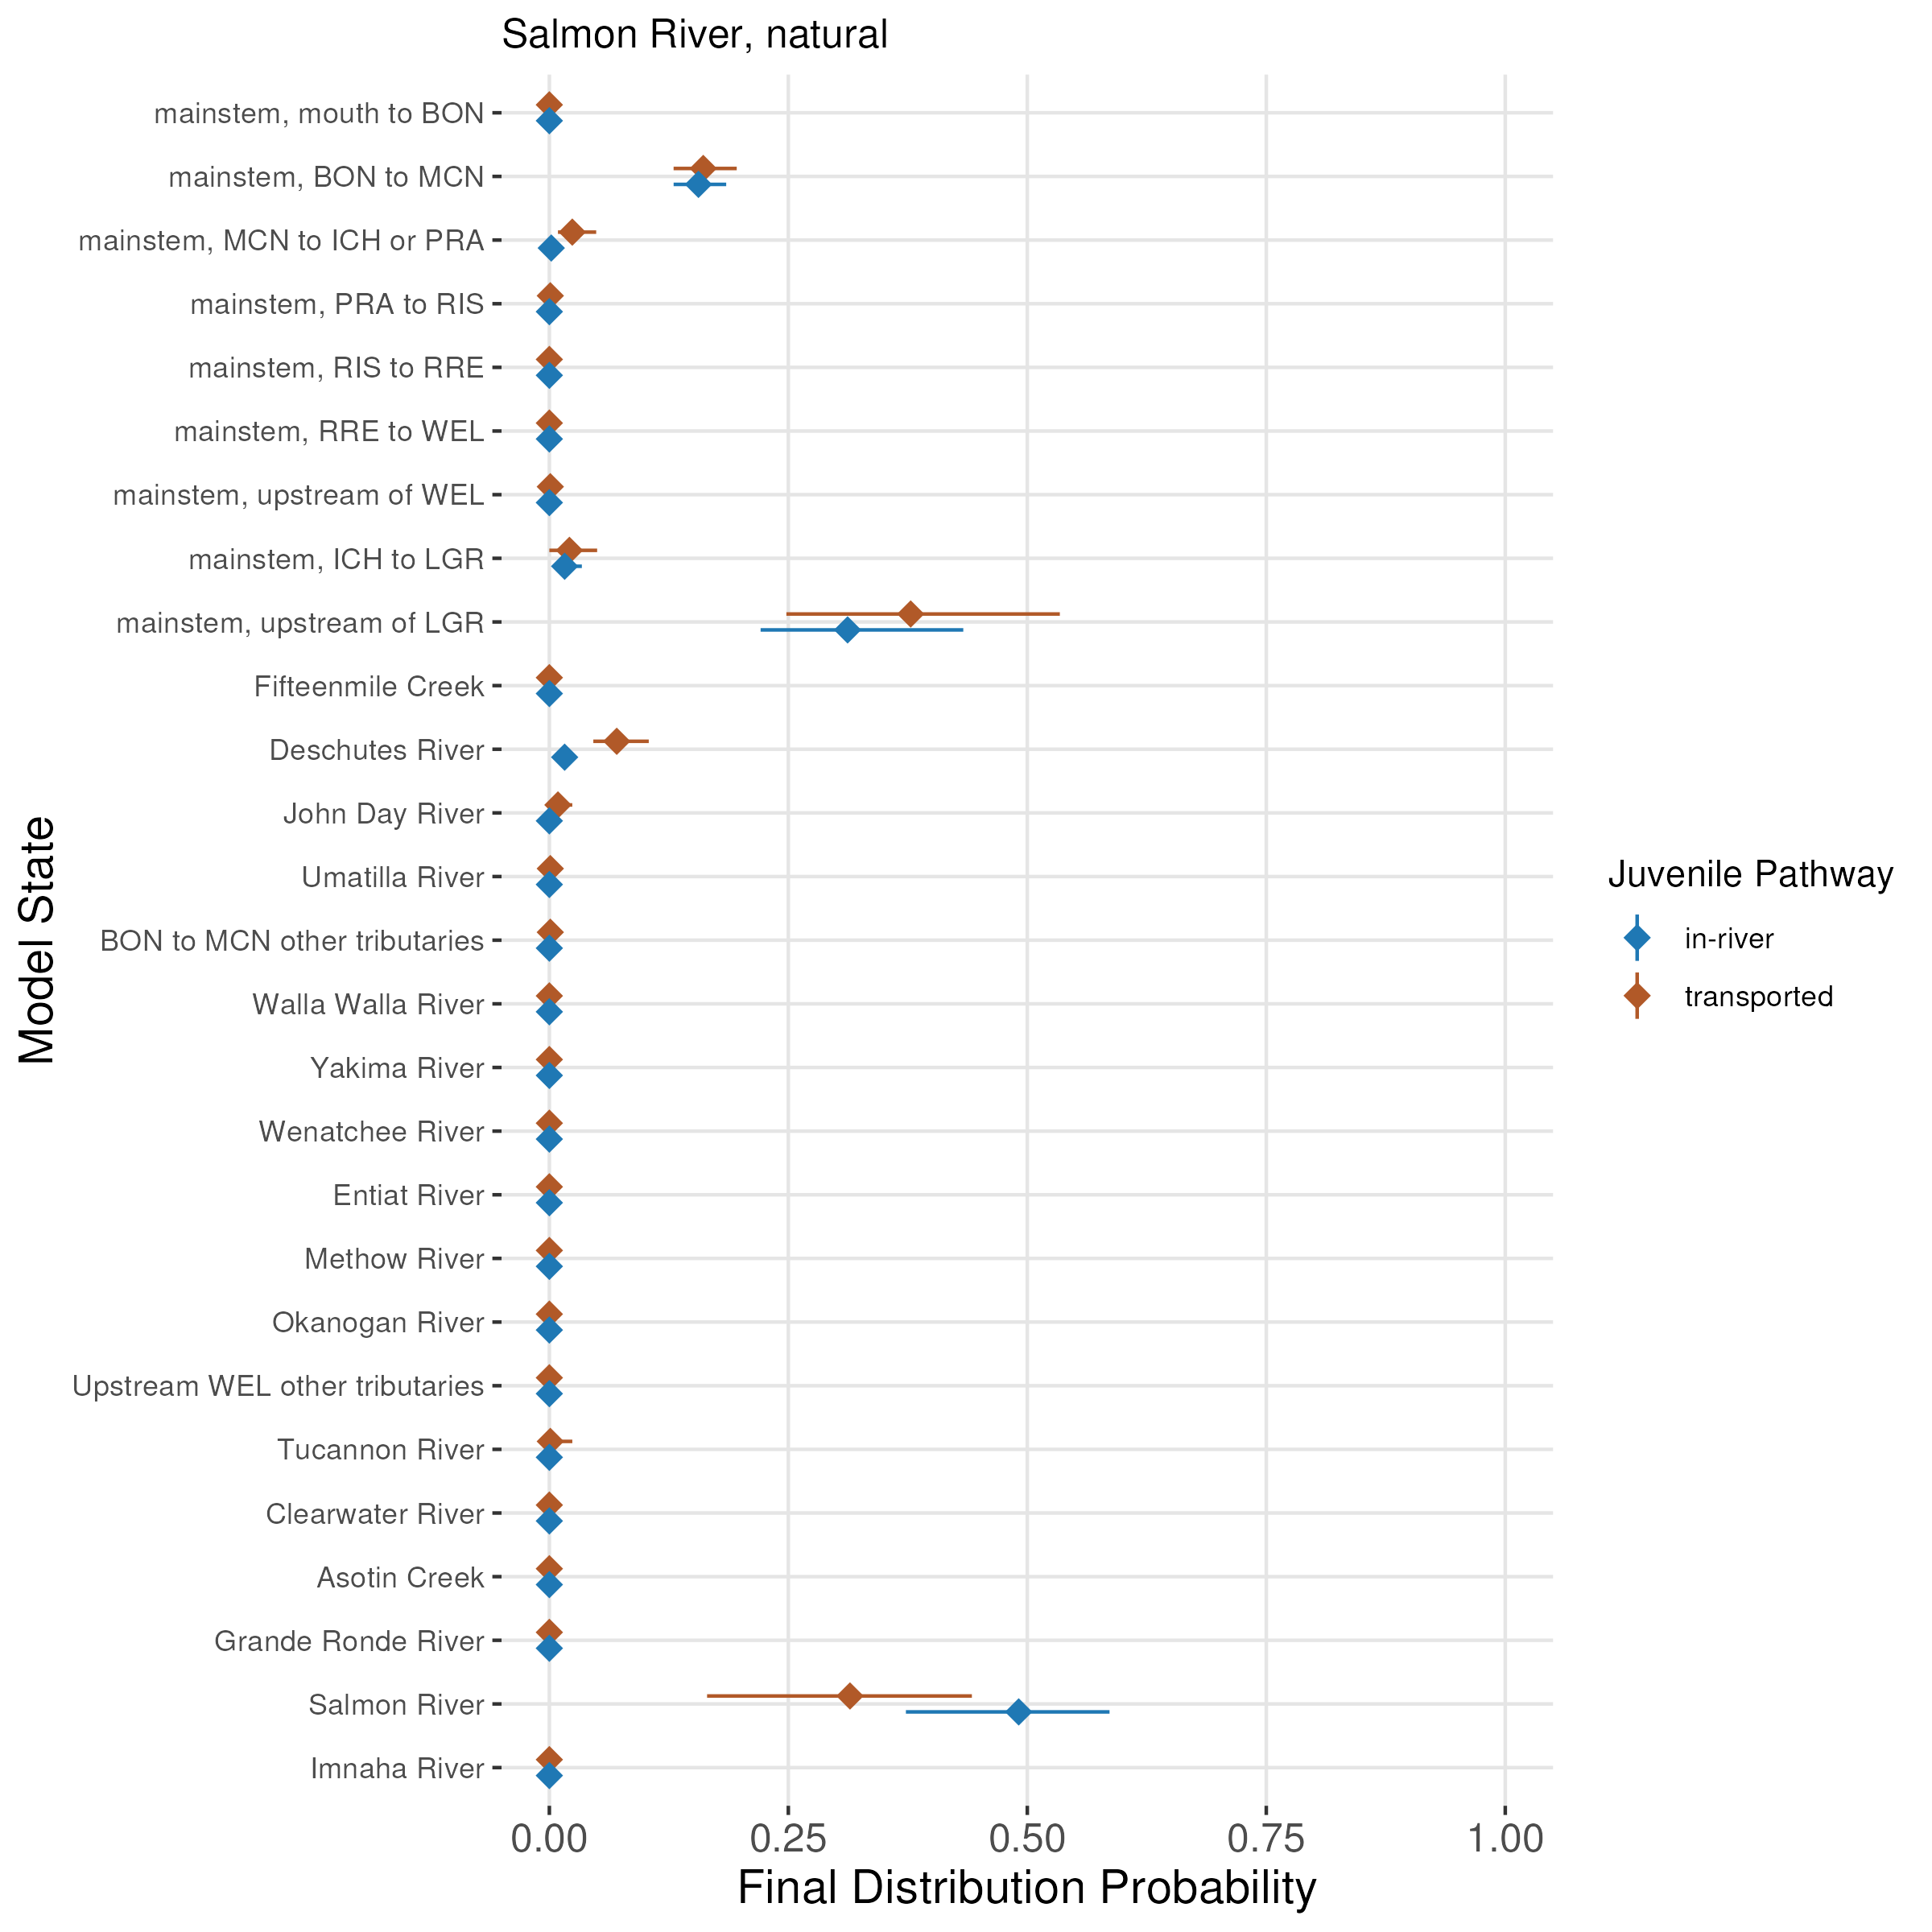 Salmon River, natural
mainstem, mouth to BON
mainstem, BON to MCN
mainstem, MCN to ICH or PRA
mainstem, PRA to RIS
mainstem, RIS to RRE
mainstem, RRE to WEL
mainstem, upstream of WEL
mainstem, ICH to LGR
mainstem, upstream of LGR
Fifteenmile Creek
Deschutes River
John Day River
Umatilla River
BON to MCN other tributaries
Walla Walla River
Yakima River
Wenatchee River
Entiat River
Methow River
Okanogan River
Upstream WEL other tributaries
Tucannon River
Clearwater River
Asotin Creek
Grande Ronde River
Salmon River
Imnaha River
Model State
0.00 0.25 0.50 0.75 1.00
Final Distribution Probability
Juvenile Pathway
in-river
transported